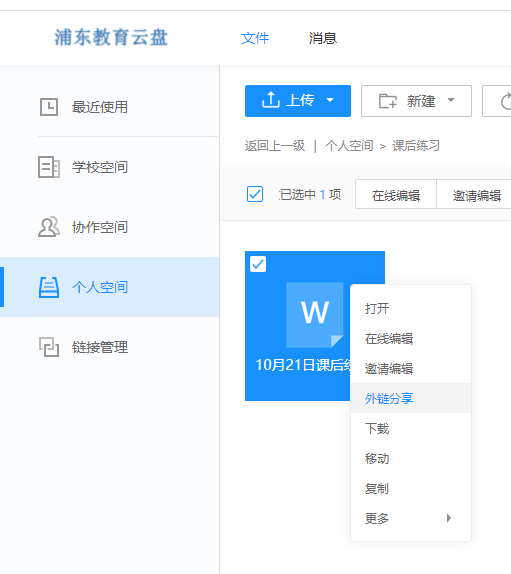 浦东教育云盘
文件
消息
最近使用
学校空间
协作空间
个人空间
链接管理
上传
新建
返回上一级 | 个人空间 > 课后练习
已选中 1 项
在线编辑
邀请编辑
W
10月21日课后
打开
在线编辑
邀请编辑
外链分享
下载
移动
复制
更多